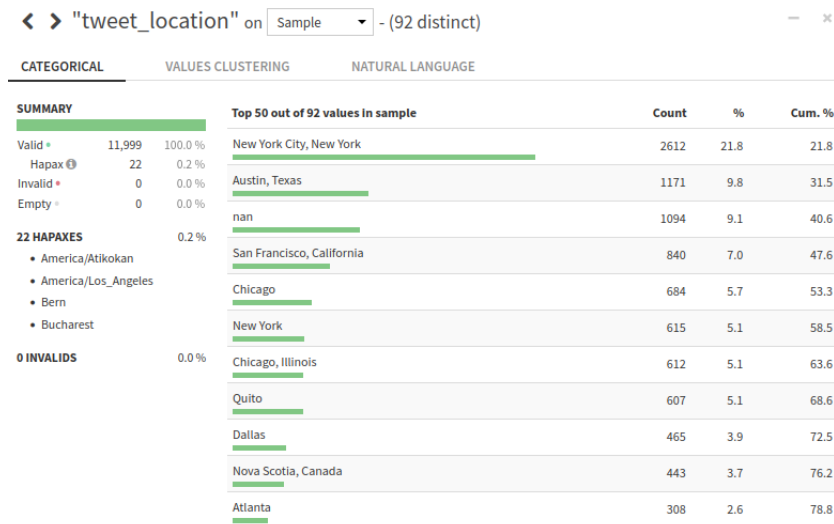 "tweet_location" on Sample - (92 distinct)
CATEGORICAL VALUES CLUSTERING NATURAL LANGUAGE
SUMMARY
Valid 11,999 100.0 %
Hapax 22 0.2 %
Invalid 0 0.0 %
Empty 0 0.0 %
22 HAPAXES 0.2 %
America/Atikokan
America/Los_Angeles
Bern
Bucharest
0 INVALIDS 0.0 %
Top 50 out of 92 values in sample Count % Cum. %
New York City, New York 2612 21.8 21.8
Austin, Texas 1171 9.8 31.5
nan 1094 9.1 40.6
San Francisco, California 840 7.0 47.6
Chicago 684 5.7 53.3
New York 615 5.1 58.5
Chicago, Illinois 612 5.1 63.6
Quito 607 5.1 68.6
Dallas 465 3.9 72.5
Nova Scotia, Canada 443 3.7 76.2
Atlanta 308 2.6 78.8